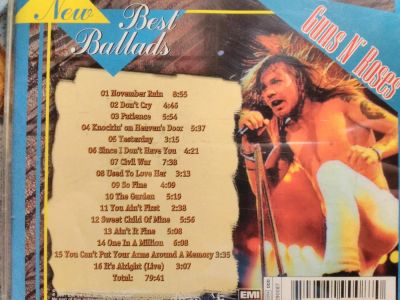 New
Best
Ballads
Guns N' Roses
01 November Rain 8:55
02 Don't Cry 4:46
03 Patience 5:54
04 Knockin' on Heaven's Door 5:37
05 Yesterday 3:15
06 Since I Don't Have You 4:21
07 Civil War 7:38
08 Used To Love Her 3:13
09 So Fine 4:09
10 The Garden 5:19
11 You Ain't First 2:38
12 Sweet Child Of Mine 5:56
13 Ain't It Fine 5:08
14 One In A Million 6:08
15 You Can't Put Your Arms Around A Memory 3:35
16 It's Alright (Live) 3:07
Total: 79:41
EMI